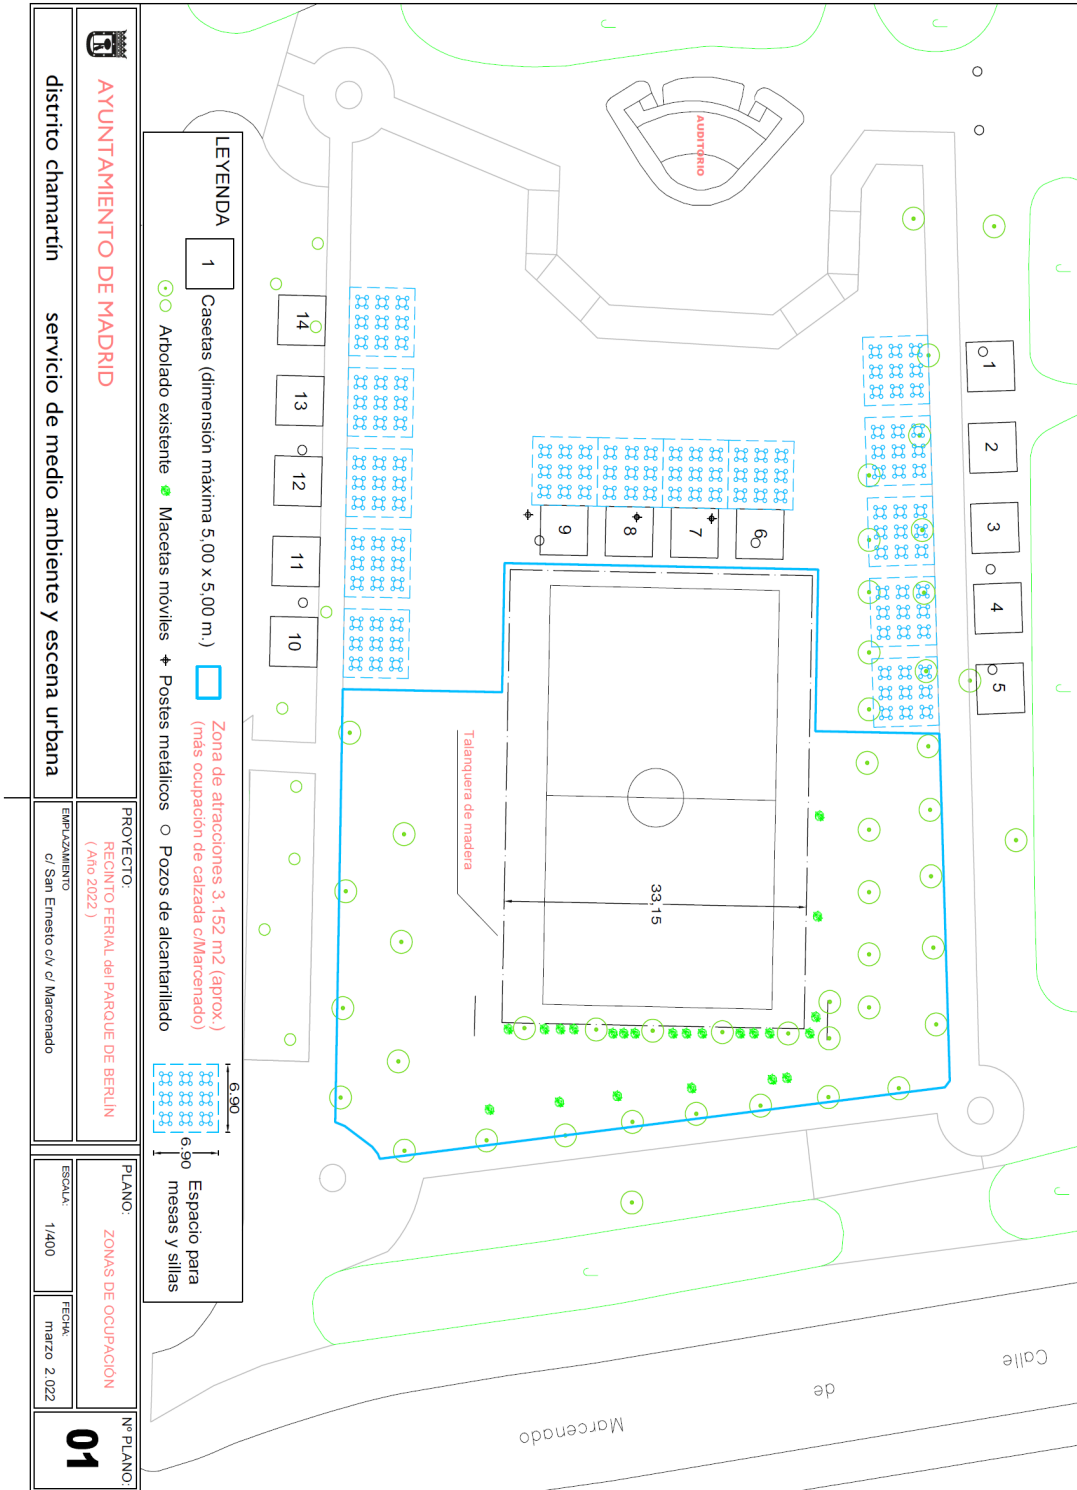 AUDITORIO
1
2
3
4
5
6
7
8
9
10
11
12
13
14
Talanquera de madera
33,15
Calle
de
Marcenado
J
J
J
J
J
J
LEYENDA
1
Casetas (dimensión máxima 5,00 x 5,00 m.)
Zona de atracciones 3.152 m2 (aprox.)
(más ocupación de calzada c/Marcenado)
Arbolado existente
Macetas móviles
Postes metálicos
Pozos de alcantarillado
6.90
6.90
Espacio para
mesas y sillas
AYUNTAMIENTO DE MADRID
distrito chamartín servicio de medio ambiente y escena urbana
PROYECTO:
RECINTO FERIAL del PARQUE DE BERLÍN
( Año 2022 )
EMPLAZAMIENTO
c/ San Ernesto c/v c/ Marcenado
PLANO:
ZONAS DE OCUPACIÓN
ESCALA:
1/400
FECHA:
marzo 2.022
Nº PLANO:
01